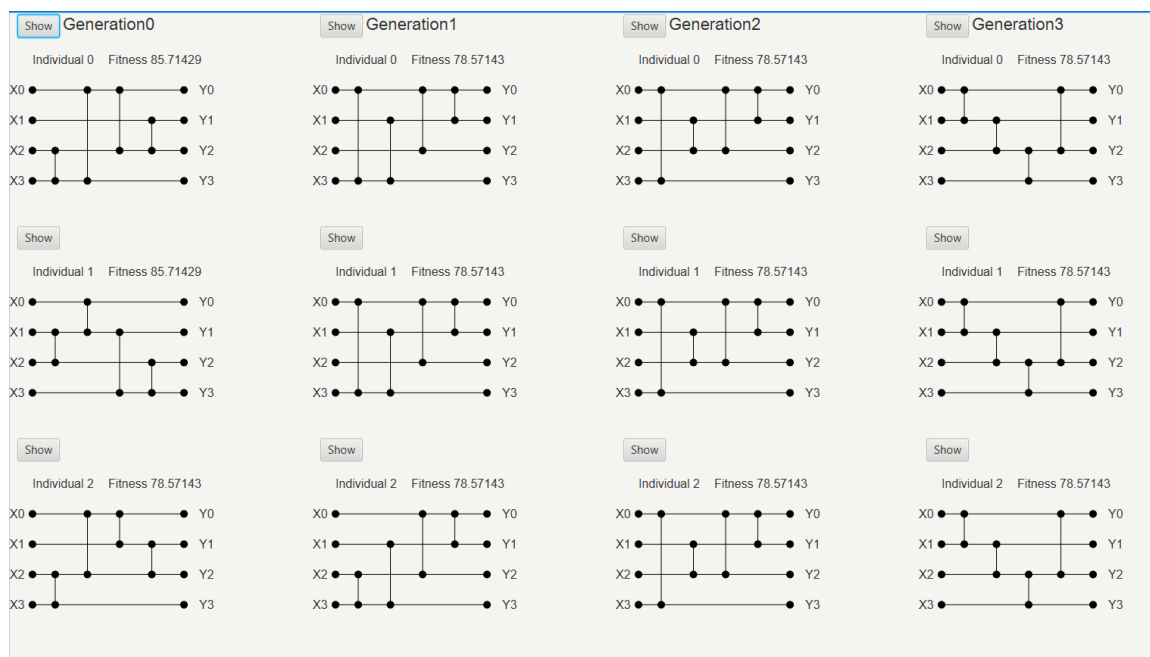 Show Generation0 Show Generation1 Show Generation2 Show Generation3
Individual 0 Fitness 85.71429 Individual 0 Fitness 78.57143 Individual 0 Fitness 78.57143 Individual 0 Fitness 78.57143
X0 Y0 X0 Y0 X0 Y0 X0 Y0
X1 Y1 X1 Y1 X1 Y1 X1 Y1
X2 Y2 X2 Y2 X2 Y2 X2 Y2
X3 Y3 X3 Y3 X3 Y3 X3 Y3
Show Show Show Show
Individual 1 Fitness 85.71429 Individual 1 Fitness 78.57143 Individual 1 Fitness 78.57143 Individual 1 Fitness 78.57143
X0 Y0 X0 Y0 X0 Y0 X0 Y0
X1 Y1 X1 Y1 X1 Y1 X1 Y1
X2 Y2 X2 Y2 X2 Y2 X2 Y2
X3 Y3 X3 Y3 X3 Y3 X3 Y3
Show Show Show Show
Individual 2 Fitness 78.57143 Individual 2 Fitness 78.57143 Individual 2 Fitness 78.57143 Individual 2 Fitness 78.57143
X0 Y0 X0 Y0 X0 Y0 X0 Y0
X1 Y1 X1 Y1 X1 Y1 X1 Y1
X2 Y2 X2 Y2 X2 Y2 X2 Y2
X3 Y3 X3 Y3 X3 Y3 X3 Y3